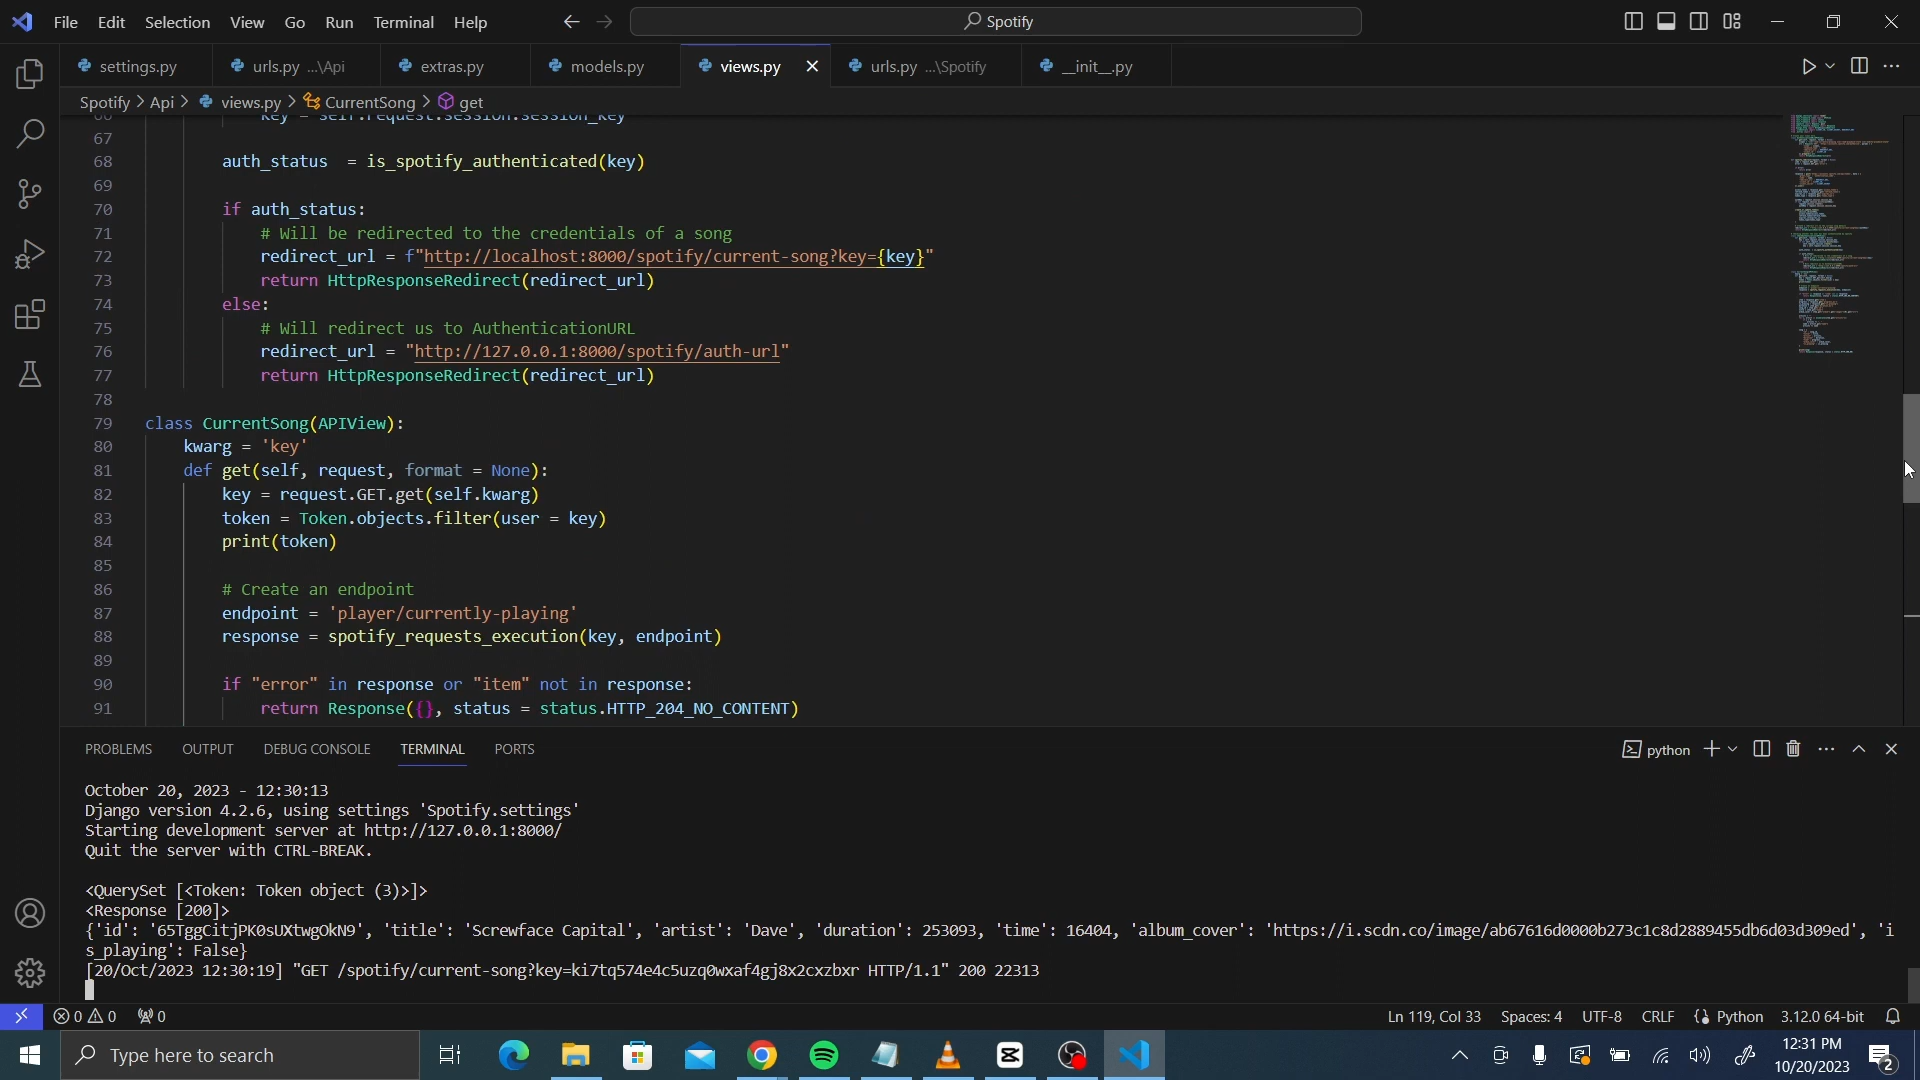 File Edit Selection View Go Run Terminal Help
Spotify
settings.py
urls.py ...\Api
extras.py
models.py
views.py
urls.py ...\Spotify
__init__.py
Spotify > Api > views.py > CurrentSong > get
66 key = self.request.session.session_key
67
68 auth_status  = is_spotify_authenticated(key)
69
70 if auth_status:
71 # Will be redirected to the credentials of a song
72 redirect_url = f"http://localhost:8000/spotify/current-song?key={key}"
73 return HttpResponseRedirect(redirect_url)
74 else:
75 # Will redirect us to AuthenticationURL
76 redirect_url = "http://127.0.0.1:8000/spotify/auth-url"
77 return HttpResponseRedirect(redirect_url)
78
79 class CurrentSong(APIView):
80 kwarg = 'key'
81 def get(self, request, format = None):
82 key = request.GET.get(self.kwarg)
83 token = Token.objects.filter(user = key)
84 print(token)
85
86 # Create an endpoint
87 endpoint = 'player/currently-playing'
88 response = spotify_requests_execution(key, endpoint)
89
90 if "error" in response or "item" not in response:
91 return Response({}, status = status.HTTP_204_NO_CONTENT)
PROBLEMS OUTPUT DEBUG CONSOLE TERMINAL PORTS
python
October 20, 2023 - 12:30:13
Django version 4.2.6, using settings 'Spotify.settings'
Starting development server at http://127.0.0.1:8000/
Quit the server with CTRL-BREAK.
<QuerySet [<Token: Token object (3)>]>
<Response [200]>
{'id': '65TggCitjPK0sUXtwgOkN9', 'title': 'Screwface Capital', 'artist': 'Dave', 'duration': 253093, 'time': 16404, 'album_cover': 'https://i.scdn.co/image/ab67616d0000b273c1c8d2889455db6d03d309ed', 'i
s_playing': False}
[20/Oct/2023 12:30:19] "GET /spotify/current-song?key=ki7tq574e4c5uzq0wxaf4gj8x2cxzbxr HTTP/1.1" 200 22313
0 0 0
Ln 119, Col 33 Spaces: 4 UTF-8 CRLF Python 3.12.0 64-bit
Type here to search
12:31 PM
10/20/2023
2